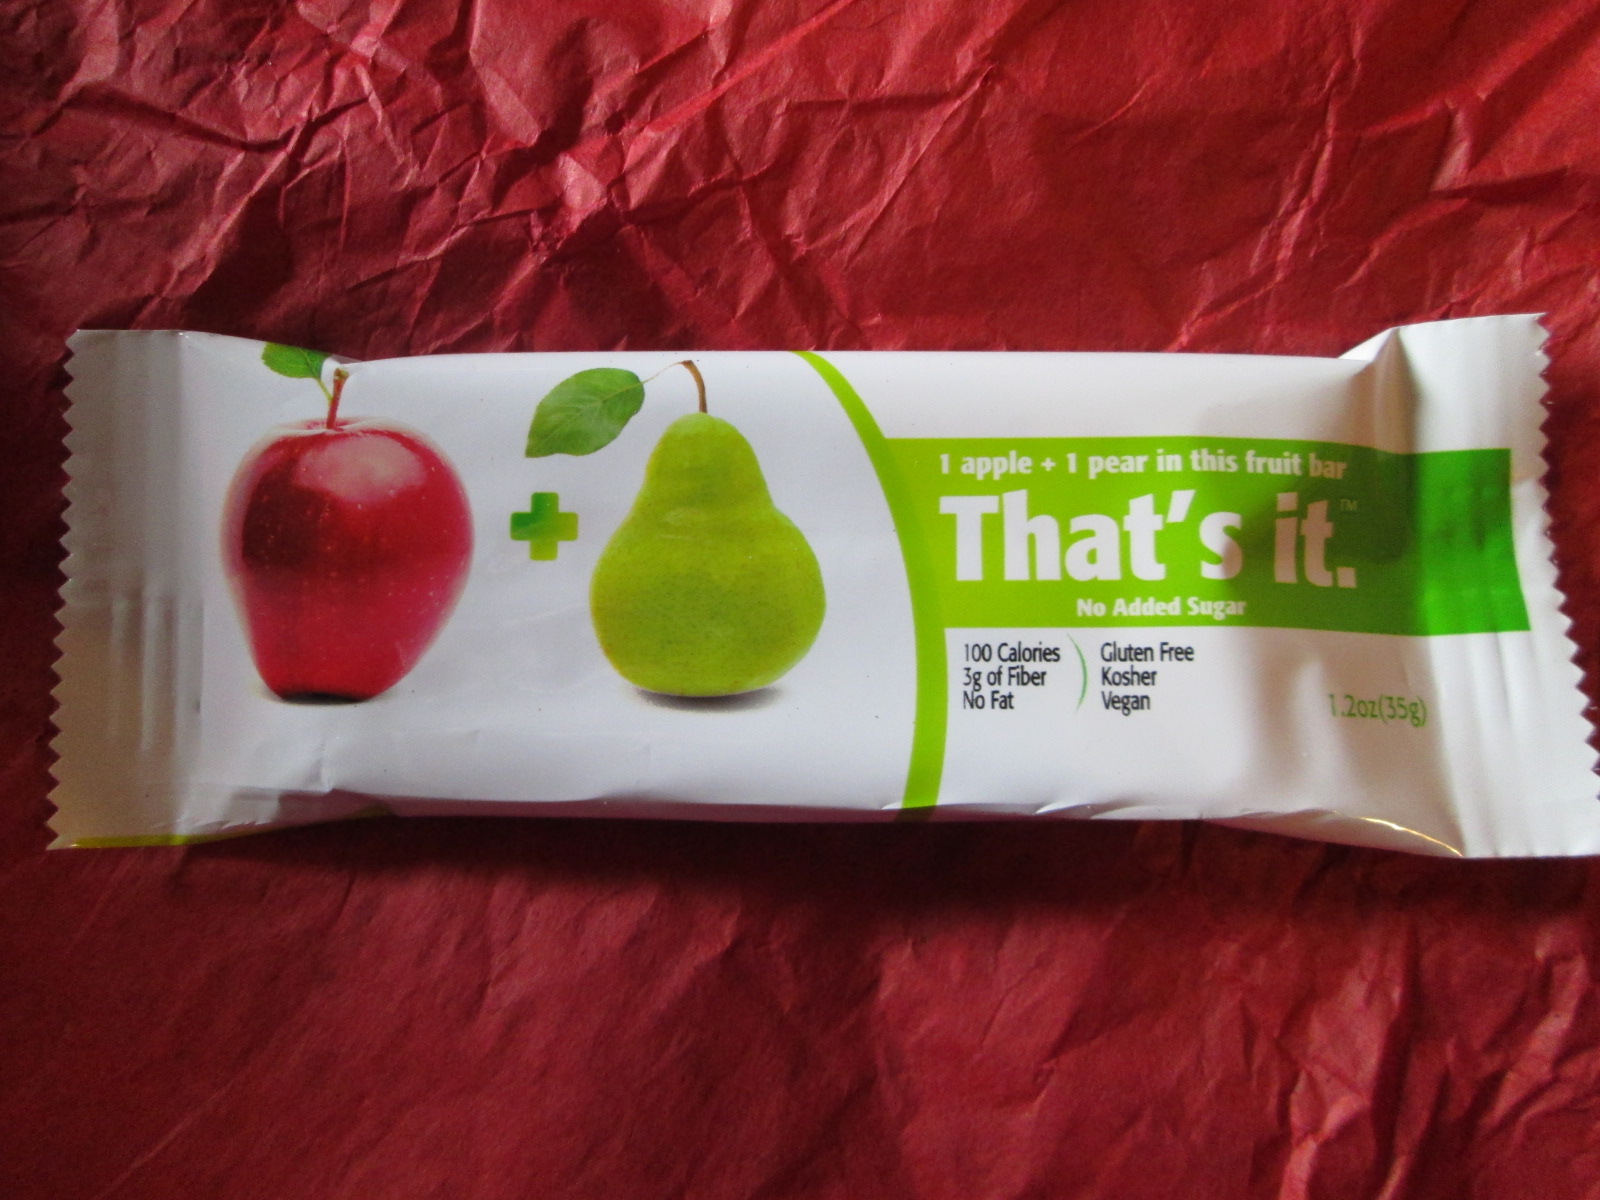 1 apple + 1 pear in this fruit bar
That's it.™
No Added Sugar
100 Calories
3g of Fiber
No Fat
Gluten Free
Kosher
Vegan
1.2oz(35g)